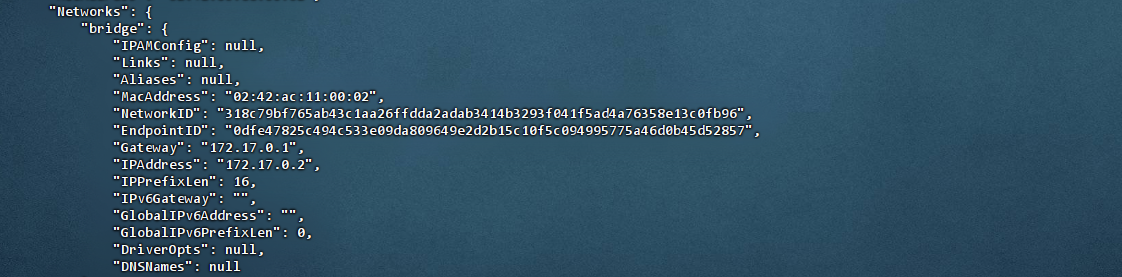 "Networks": {
"bridge": {
"IPAMConfig": null,
"Links": null,
"Aliases": null,
"MacAddress": "02:42:ac:11:00:02",
"NetworkID": "318c79bf765ab43c1aa26ffdda2adab3414b3293f041f5ad4a76358e13c0fb96",
"EndpointID": "0dfe47825c494c533e09da809649e2d2b15c10f5c094995775a46d0b45d52857",
"Gateway": "172.17.0.1",
"IPAddress": "172.17.0.2",
"IPPrefixLen": 16,
"IPv6Gateway": "",
"GlobalIPv6Address": "",
"GlobalIPv6PrefixLen": 0,
"DriverOpts": null,
"DNSNames": null